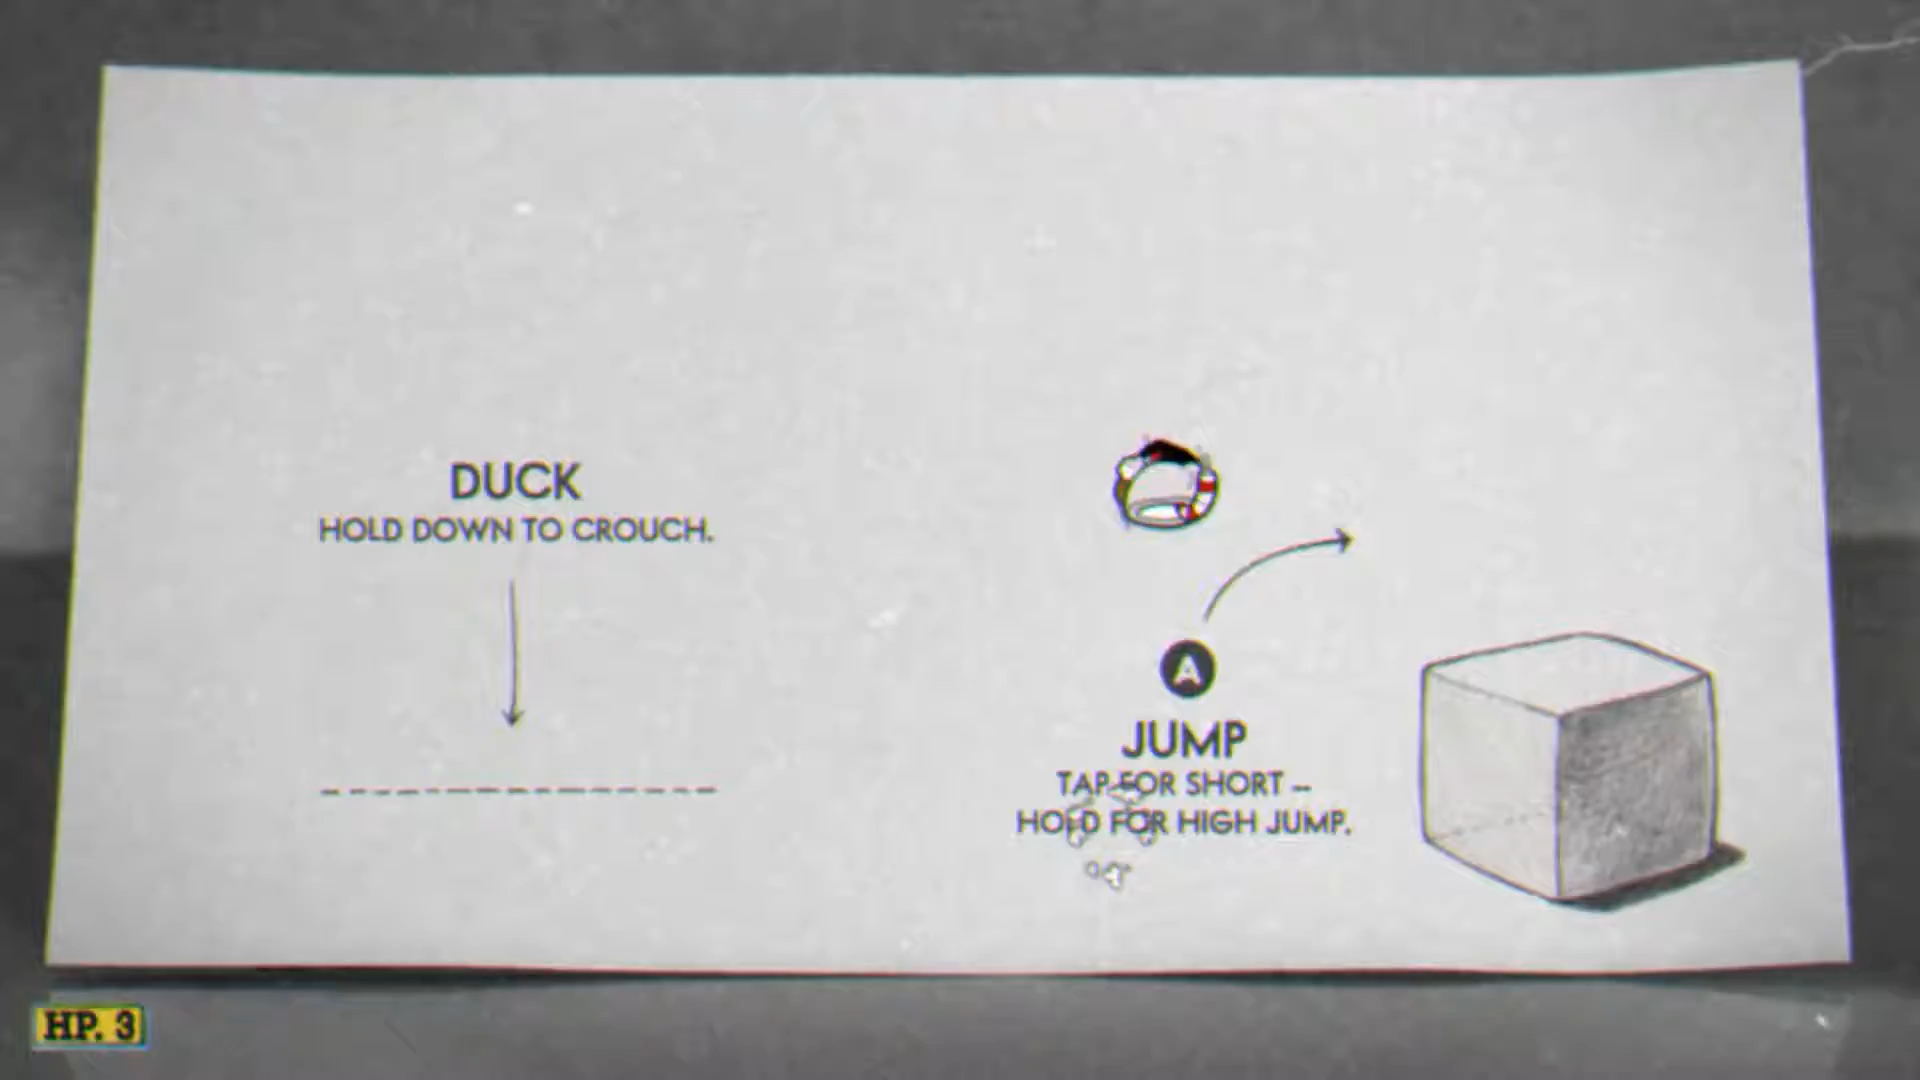 DUCK
HOLD DOWN TO CROUCH.
A
JUMP
TAP FOR SHORT –
HOLD FOR HIGH JUMP.
HP. 3